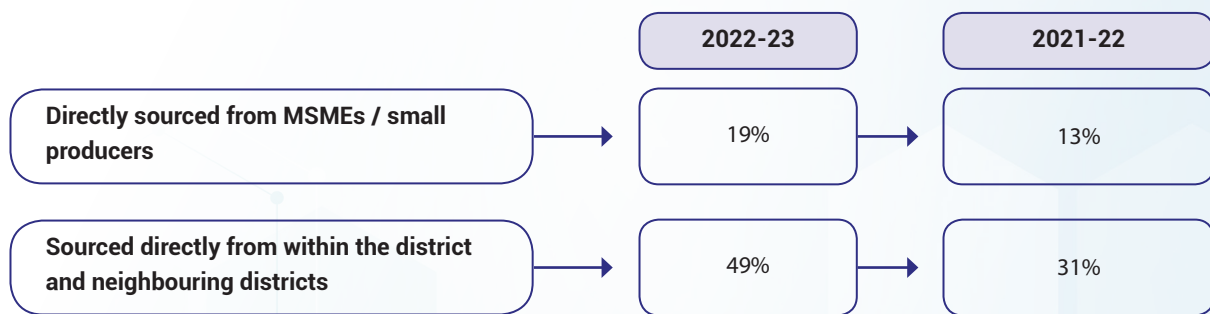 2022-23 2021-22
Directly sourced from MSMEs / small
producers
19% 13%
Sourced directly from within the district
and neighbouring districts
49% 31%